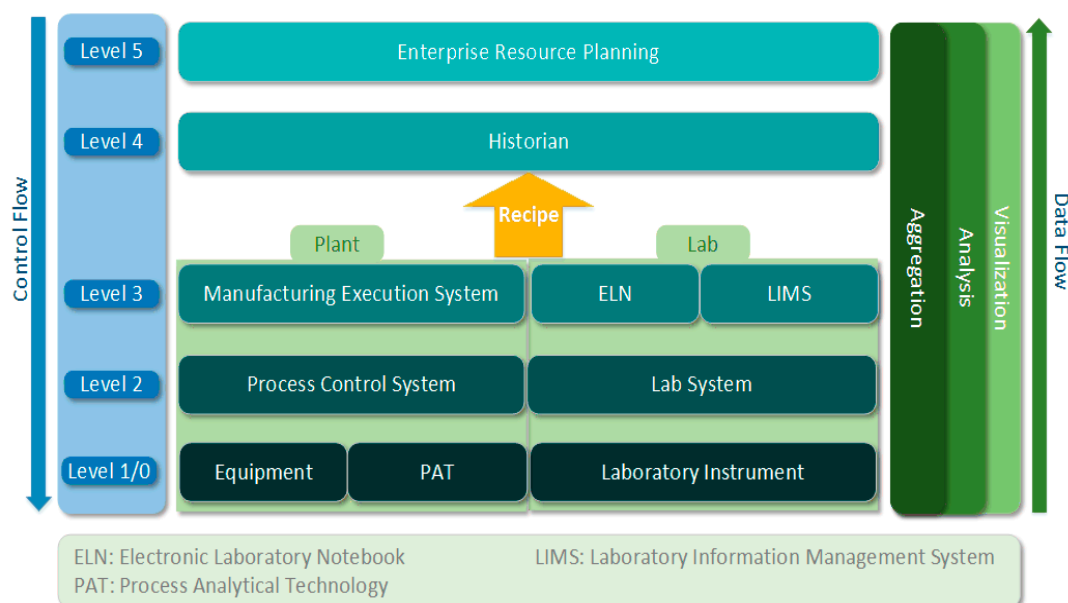 Level 5
Enterprise Resource Planning
Level 4
Historian
Recipe
Plant
Lab
Level 3
Manufacturing Execution System
ELN
LIMS
Level 2
Process Control System
Lab System
Level 1/0
Equipment
PAT
Laboratory Instrument
Control Flow
Aggregation
Analysis
Visualization
Data Flow
ELN: Electronic Laboratory Notebook
LIMS: Laboratory Information Management System
PAT: Process Analytical Technology